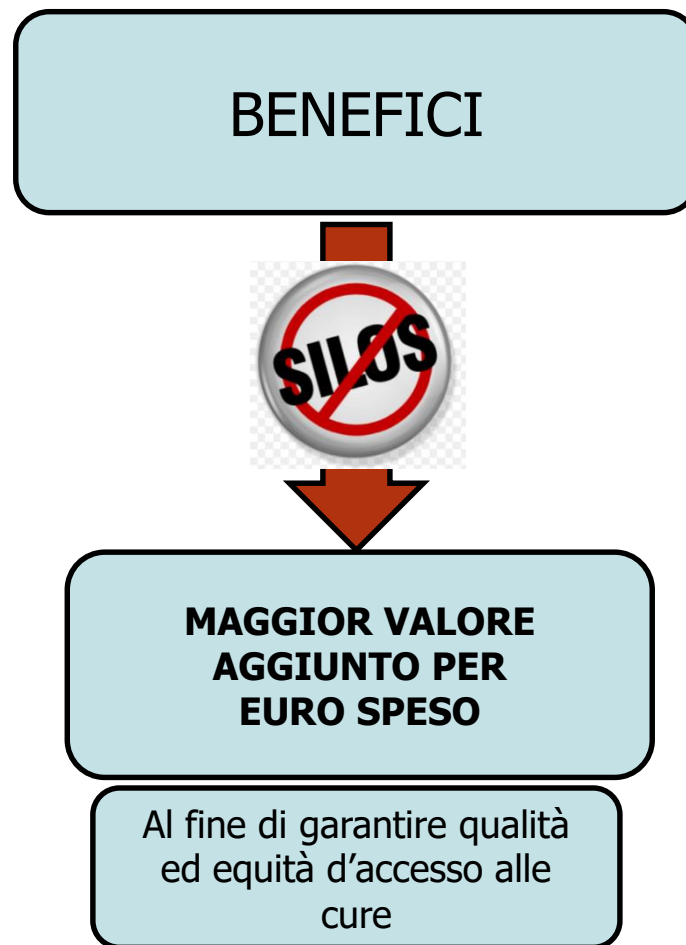 BENEFICI
SILOS
MAGGIOR VALORE
AGGIUNTO PER
EURO SPESO
Al fine di garantire qualità
ed equità d’accesso alle
cure